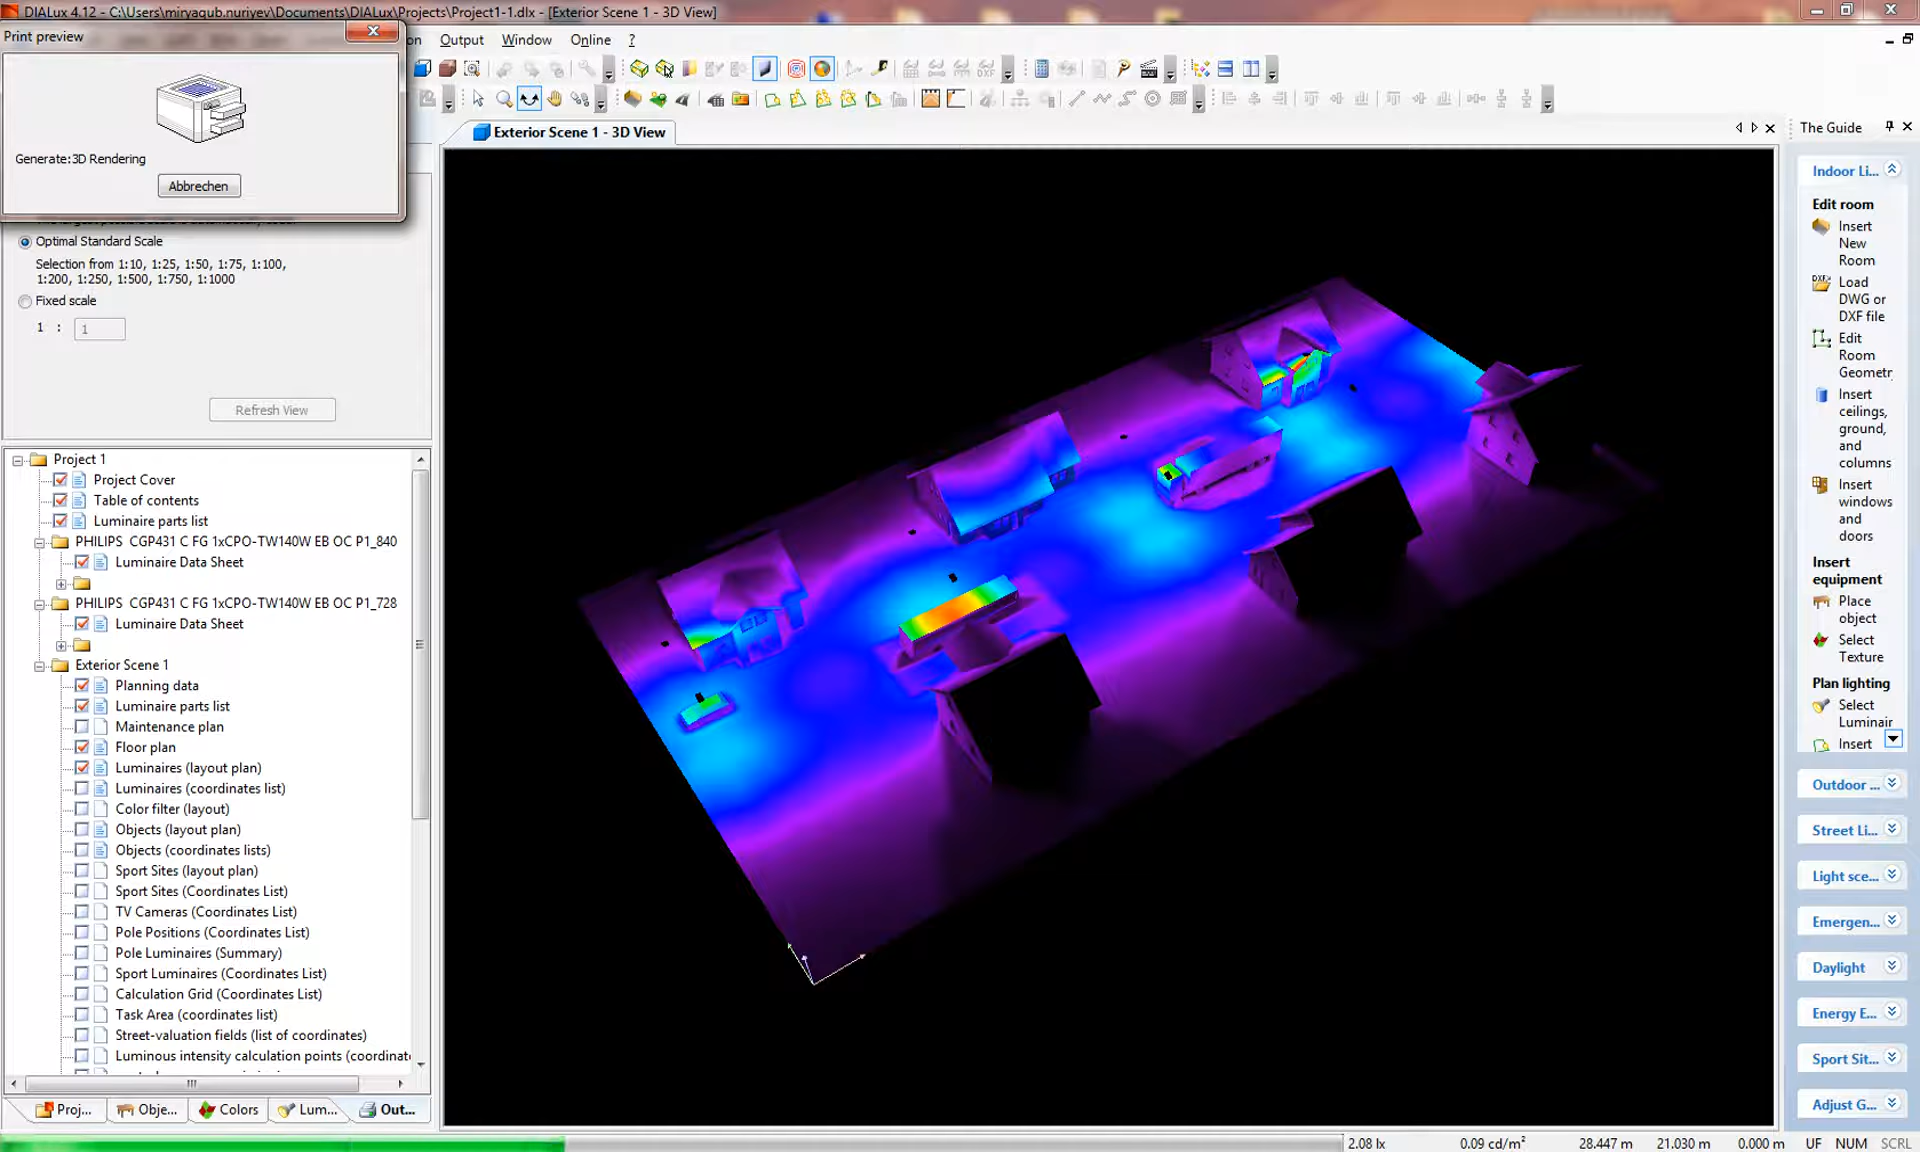 DIALux 4.12 - C:\Users\miryaqub.nuriyev\Documents\DIALux\Projects\Project1-1.dlx - [Exterior Scene 1 - 3D View]
Print preview
Output
Window
Online
?
Generate:3D Rendering
Abbrechen
Optimal Standard Scale
Selection from 1:10, 1:25, 1:50, 1:75, 1:100,
1:200, 1:250, 1:500, 1:750, 1:1000
Fixed scale
1 : 1
Refresh View
Project 1
Project Cover
Table of contents
Luminaire parts list
PHILIPS CGP431 C FG 1xCPO-TW140W EB OC P1_840
Luminaire Data Sheet
PHILIPS CGP431 C FG 1xCPO-TW140W EB OC P1_728
Luminaire Data Sheet
Exterior Scene 1
Planning data
Luminaire parts list
Maintenance plan
Floor plan
Luminaires (layout plan)
Luminaires (coordinates list)
Color filter (layout)
Objects (layout plan)
Objects (coordinates lists)
Sport Sites (layout plan)
Sport Sites (Coordinates List)
TV Cameras (Coordinates List)
Pole Positions (Coordinates List)
Pole Luminaires (Summary)
Sport Luminaires (Coordinates List)
Calculation Grid (Coordinates List)
Task Area (coordinates list)
Street-valuation fields (list of coordinates)
Luminous intensity calculation points (coordinat
Proj...
Obje...
Colors
Lum...
Out...
Exterior Scene 1 - 3D View
The Guide
Indoor Li...
Edit room
Insert
New
Room
Load
DWG or
DXF file
Edit
Room
Geometr
Insert
ceilings,
ground,
and
columns
Insert
windows
and
doors
Insert
equipment
Place
object
Select
Texture
Plan lighting
Select
Luminair
Insert
Outdoor ...
Street Li...
Light sce...
Emergen...
Daylight
Energy E...
Sport Sit...
Adjust G...
2.08 lx
0.09 cd/m²
28.447 m
21.030 m
0.000 m
UF
NUM
SCRL